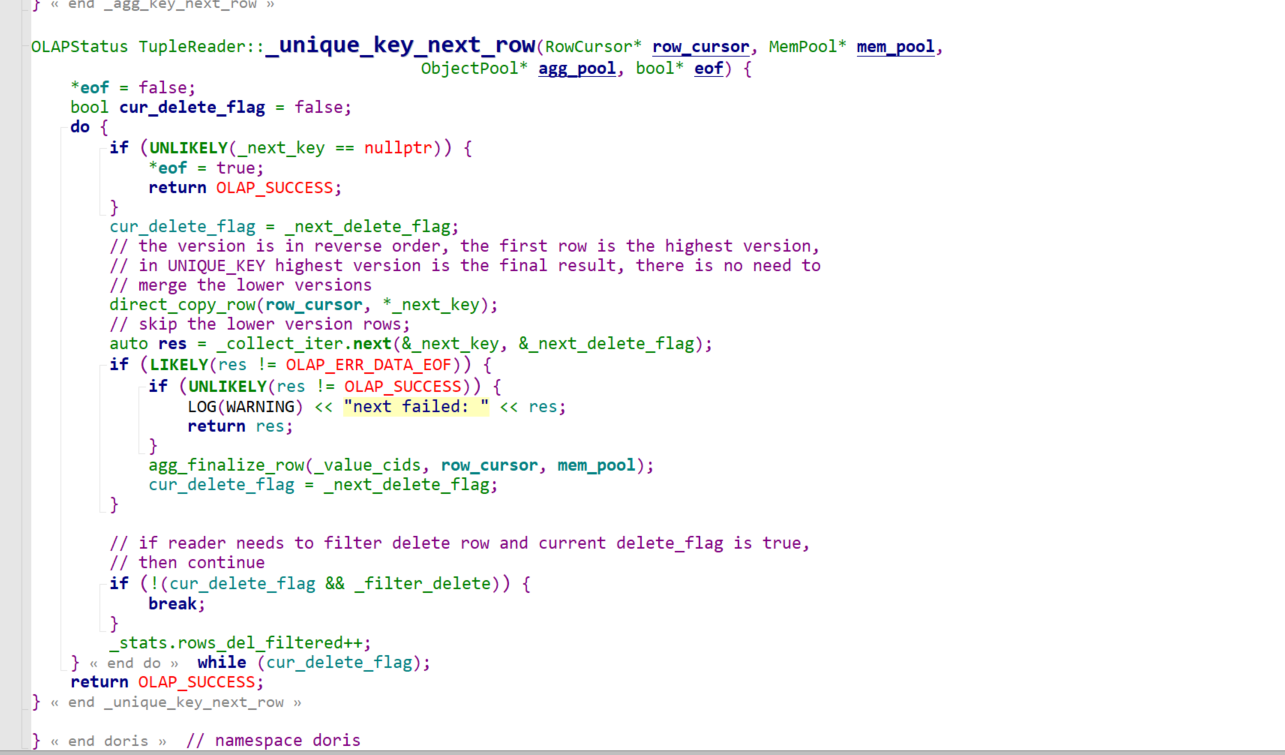 } « end _agg_key_next_row »
OLAPStatus TupleReader::_unique_key_next_row(RowCursor* row_cursor, MemPool* mem_pool,
ObjectPool* agg_pool, bool* eof) {
*eof = false;
bool cur_delete_flag = false;
do {
if (UNLIKELY(_next_key == nullptr)) {
*eof = true;
return OLAP_SUCCESS;
}
cur_delete_flag = _next_delete_flag;
// the version is in reverse order, the first row is the highest version,
// in UNIQUE_KEY highest version is the final result, there is no need to
// merge the lower versions
direct_copy_row(row_cursor, *_next_key);
// skip the lower version rows;
auto res = _collect_iter.next(&_next_key, &_next_delete_flag);
if (LIKELY(res != OLAP_ERR_DATA_EOF)) {
if (UNLIKELY(res != OLAP_SUCCESS)) {
LOG(WARNING) << "next failed: " << res;
return res;
}
agg_finalize_row(_value_cids, row_cursor, mem_pool);
cur_delete_flag = _next_delete_flag;
}
// if reader needs to filter delete row and current delete_flag is true,
// then continue
if (!(cur_delete_flag && _filter_delete)) {
break;
}
_stats.rows_del_filtered++;
} « end do » while (cur_delete_flag);
return OLAP_SUCCESS;
} « end _unique_key_next_row »
} « end doris » // namespace doris